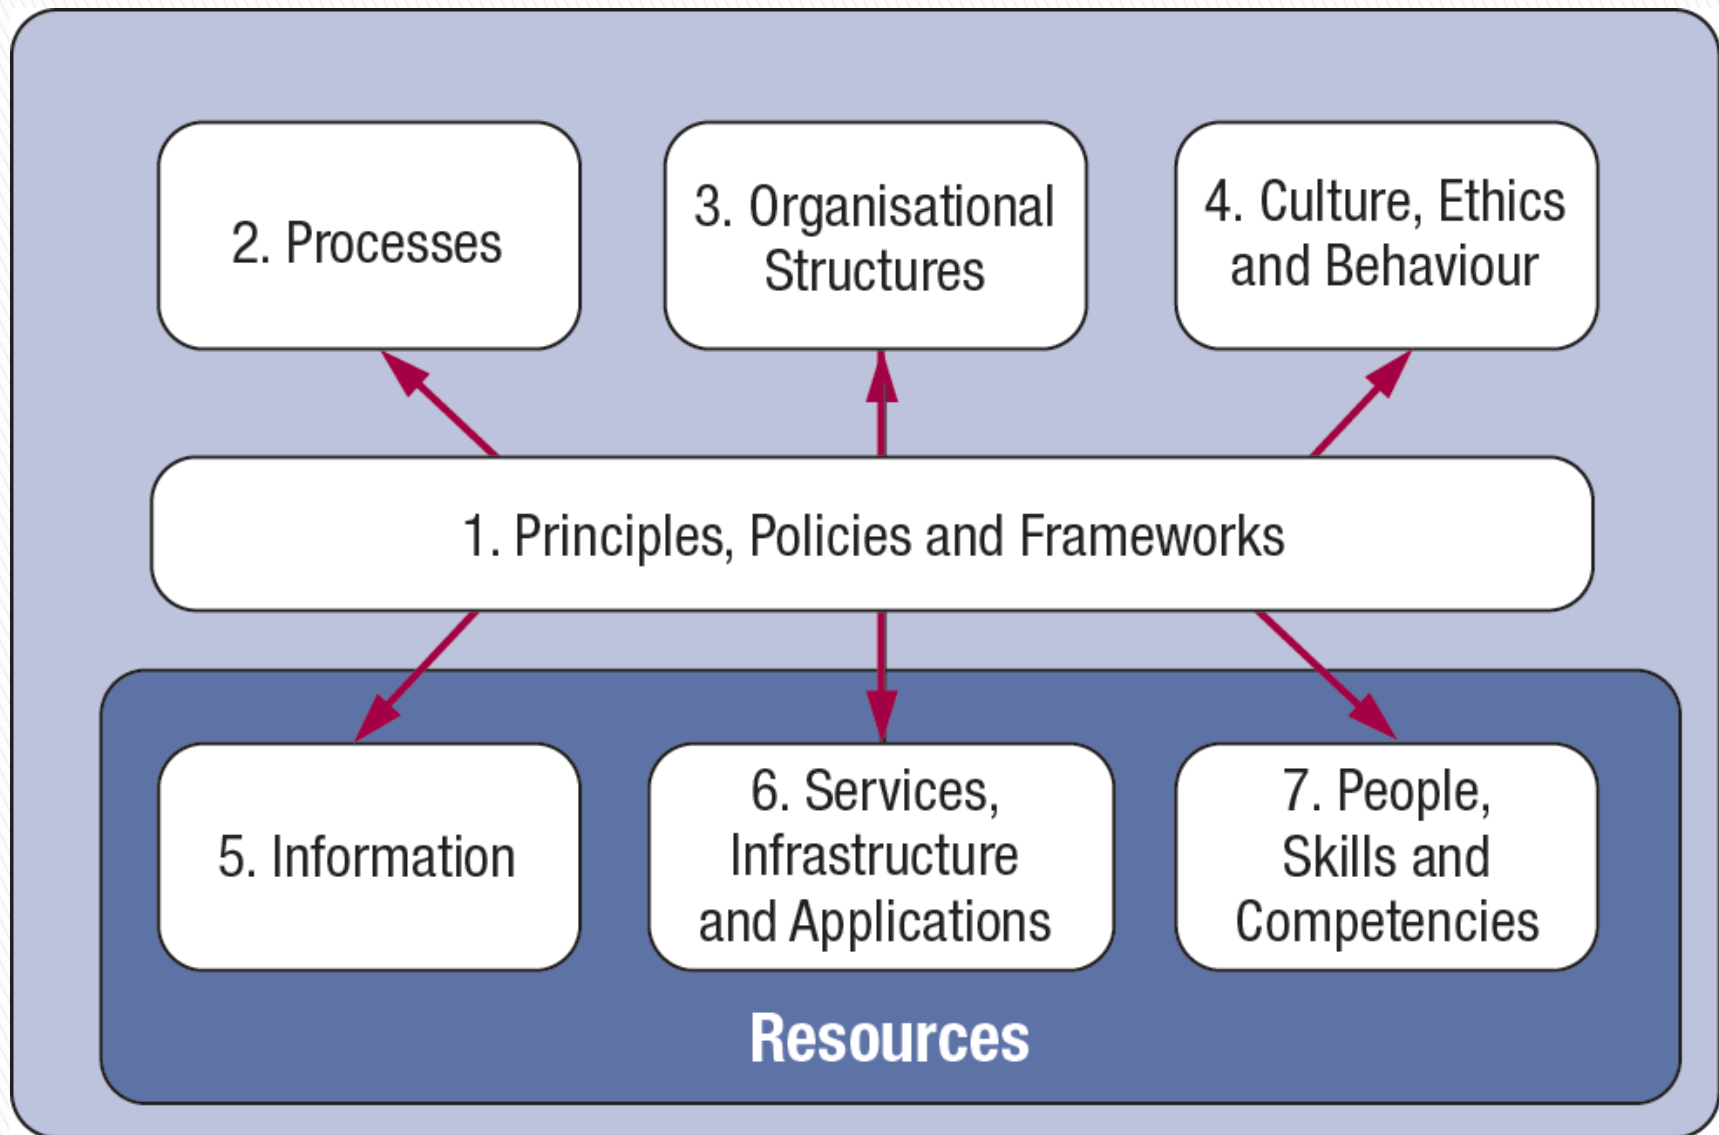 2. Processes
3. Organisational
Structures
4. Culture, Ethics
and Behaviour
1. Principles, Policies and Frameworks
5. Information
6. Services,
Infrastructure
and Applications
7. People,
Skills and
Competencies
Resources